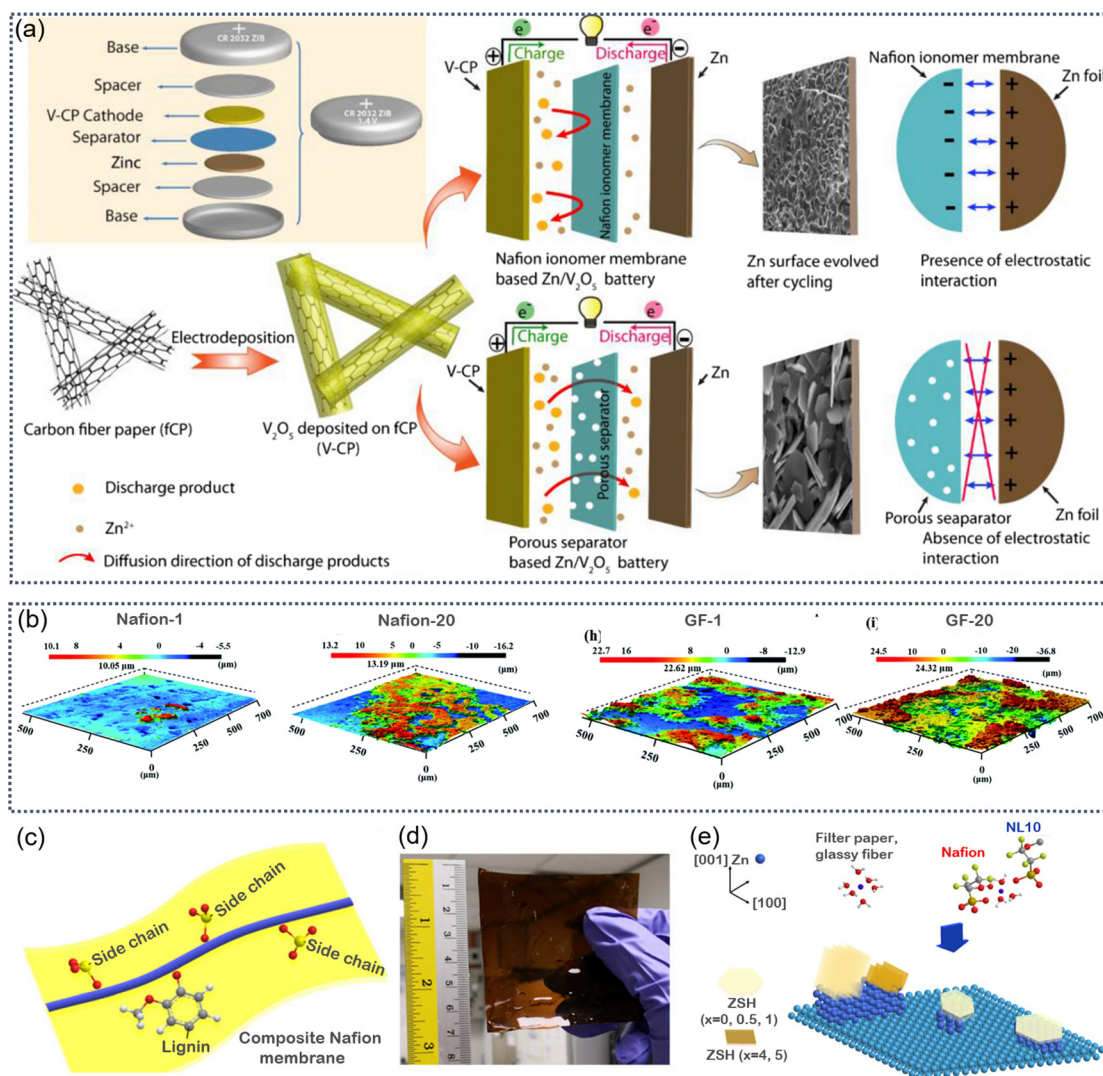 (a)
CR 2032 ZIB
Base
Spacer
V-CP Cathode
Separator
Zinc
Spacer
Base
CR 2032 ZIB
1.4 V
e-
Charge
e-
Discharge
V-CP
Zn
Nafion ionomer membrane
Nafion ionomer membrane
based Zn/V2O5 battery
Zn surface evolved
after cycling
Nafion ionomer membrane
Zn foil
Presence of electrostatic
interaction
Carbon fiber paper (fCP)
Electrodeposition
V2O5 deposited on fCP
(V-CP)
Discharge product
Zn2+
Diffusion direction of discharge products
e-
Charge
e-
Discharge
V-CP
Zn
Porous separator
Porous separator
based Zn/V2O5 battery
Porous seaparator
Zn foil
Absence of electrostatic
interaction
(b)
Nafion-1
10.1 8 4 0 -4 -5.5
(μm)
10.05 μm
500 250 0 250 500 700
(μm)
Nafion-20
13.2 10 5 0 -10 -16.2
(μm)
13.19 μm
500 250 0 250 500 700
(μm)
GF-1
(h)
22.7 16 8 0 -8 -12.9
(μm)
22.62 μm
500 250 0 250 500 700
(μm)
GF-20
(i)
24.5 10 0 -10 -20 -36.8
(μm)
24.32 μm
500 250 0 250 500 700
(μm)
(c)
Side chain
Side chain
Side chain
Lignin
Composite Nafion
membrane
(d)
1
2
3
1
2
3
4
5
6
7
8
(e)
[001] Zn
[100]
Filter paper,
glassy fiber
Nafion
NL10
ZSH
(x=0, 0.5, 1)
ZSH (x=4, 5)